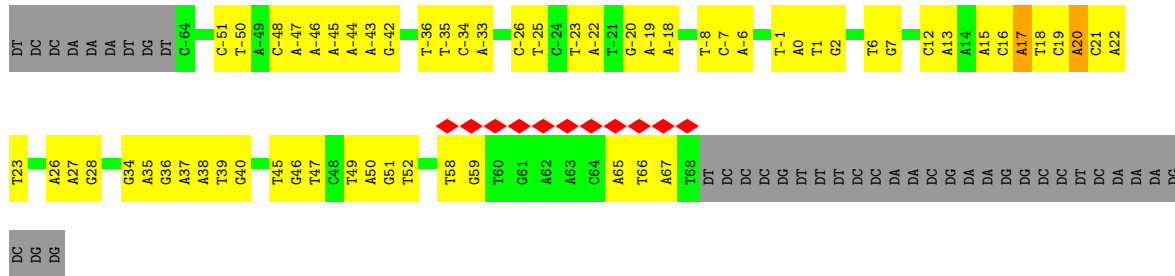 DT DC DC DA DA DA DT DG DT C-64 C-51 T-50 A-49 C-48 A-47 A-46 A-45 A-44 A-43 G-42 T-36 T-35 C-34 A-33 C-26 T-25 C-24 T-23 A-22 T-21 G-20 A-19 A-18 T-8 C-7 A-6 T-1 A0 T1 G2 T6 G7 C12 A13 A14 A15 C16 A17 T18 C19 A20 C21 A22
T23 A26 A27 G28 G34 A35 G36 A37 A38 T39 G40 T45 G46 T47 C48 T49 A50 G51 T52 T58 G59 T60 G61 A62 A63 C64 A65 T66 A67 T68 DT DC DC DC DG DT DT DT DC DC DA DA DC DG DA DA DG DG DC DC DT DC DA DA DA DG
DC DG DG